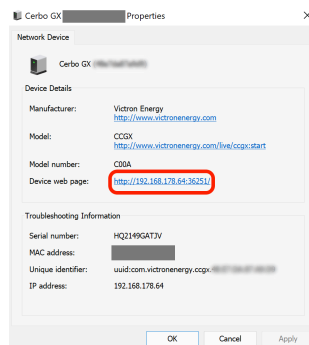 Cerbo GX Properties
Network Device
Cerbo GX
Device Details
Manufacturer: Victron Energy
http://www.victronenergy.com
Model: CCGX
http://www.victronenergy.com/live/ccgx:start
Model number: C00A
Device web page: http://192.168.178.64:36251/
Troubleshooting Information
Serial number: HQ2149GATJV
MAC address:
Unique identifier: uuid:com.victronenergy.ccgx.
IP address: 192.168.178.64
OK Cancel Apply